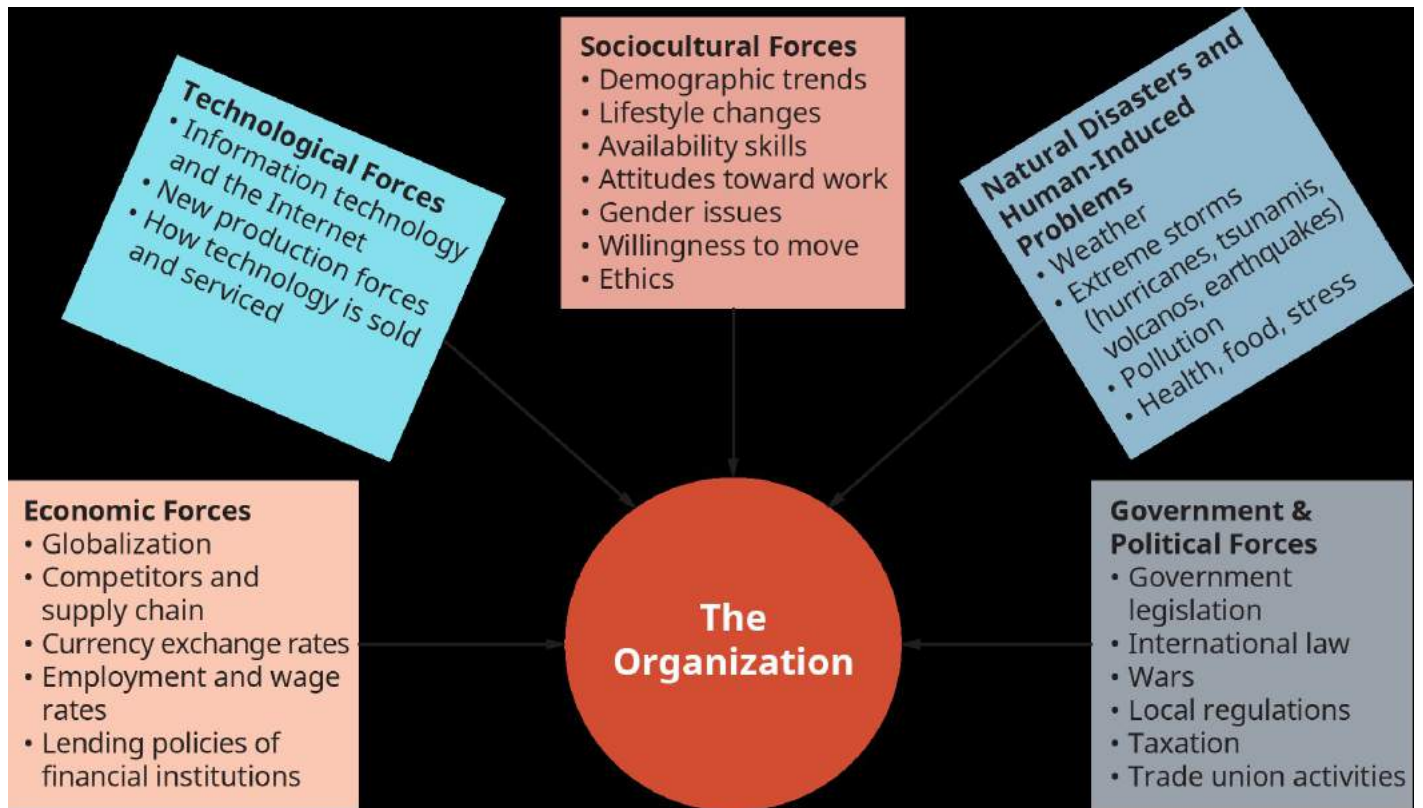 Technological Forces
• Information technology
and the Internet
• New production forces
• How technology is sold
and serviced
Sociocultural Forces
• Demographic trends
• Lifestyle changes
• Availability skills
• Attitudes toward work
• Gender issues
• Willingness to move
• Ethics
Natural Disasters and
Human-Induced
Problems
• Weather
• Extreme storms
(hurricanes, tsunamis,
volcanos, earthquakes)
• Pollution
• Health, food, stress
Economic Forces
• Globalization
• Competitors and
supply chain
• Currency exchange rates
• Employment and wage
rates
• Lending policies of
financial institutions
The
Organization
Government &
Political Forces
• Government
legislation
• International law
• Wars
• Local regulations
• Taxation
• Trade union activities